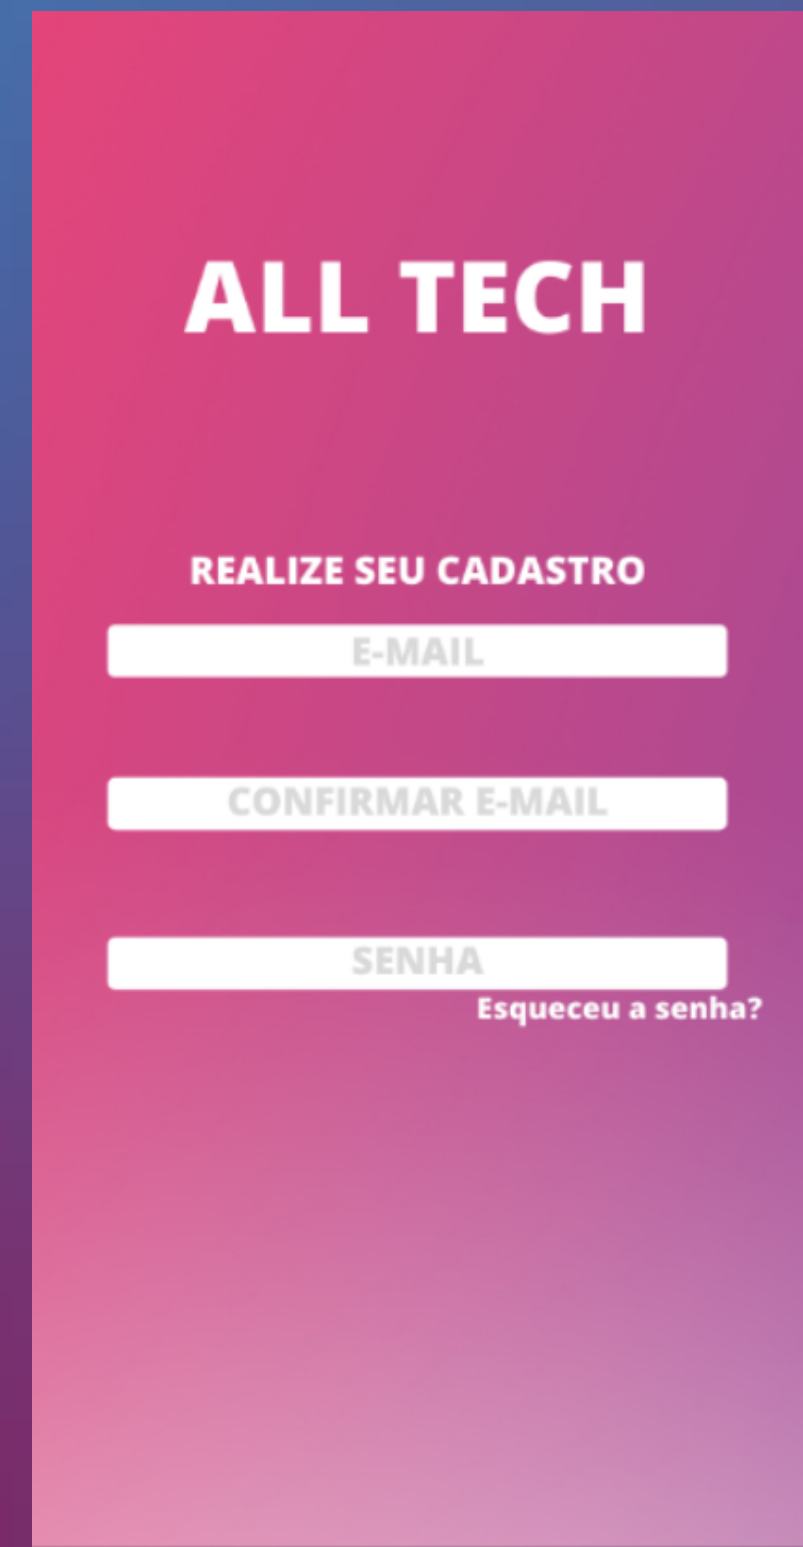 ALL TECH
REALIZE SEU CADASTRO
E-MAIL
CONFIRMAR E-MAIL
SENHA
Esqueceu a senha?